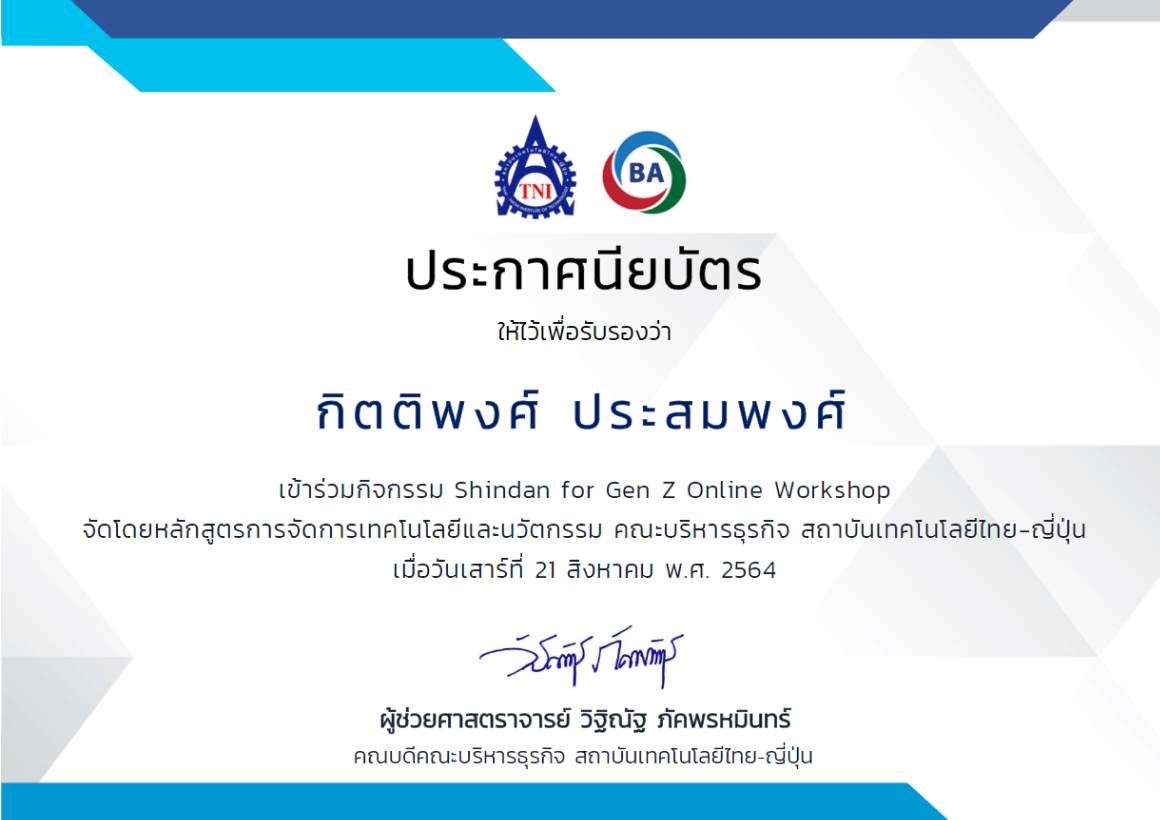 TNI
BA
ประกาศนียบัตร
ให้ไว้เพื่อรับรองว่า
กิตติพงศ์ ประสมพงศ์
เข้าร่วมกิจกรรม Shindan for Gen Z Online Workshop
จัดโดยหลักสูตรการจัดการเทคโนโลยีและนวัตกรรม คณะบริหารธุรกิจ สถาบันเทคโนโลยีไทย-ญี่ปุ่น
เมื่อวันเสาร์ที่ 21 สิงหาคม พ.ศ. 2564
ผู้ช่วยศาสตราจารย์ วิฐิณัฐ ภัคพรหมินทร์
คณบดีคณะบริหารธุรกิจ สถาบันเทคโนโลยีไทย-ญี่ปุ่น